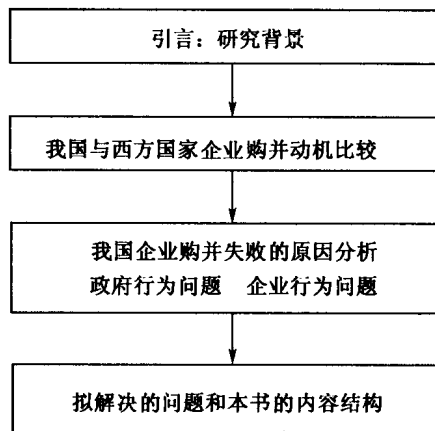 引言：研究背景
我国与西方国家企业购并动机比较
我国企业购并失败的原因分析
政府行为问题 企业行为问题
拟解决的问题和本书的内容结构